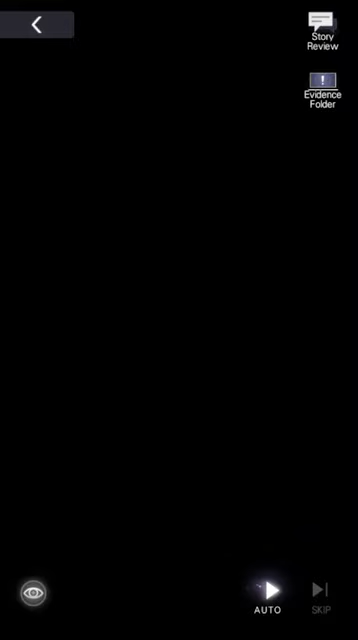 Story
Review
Evidence
Folder
AUTO
SKIP